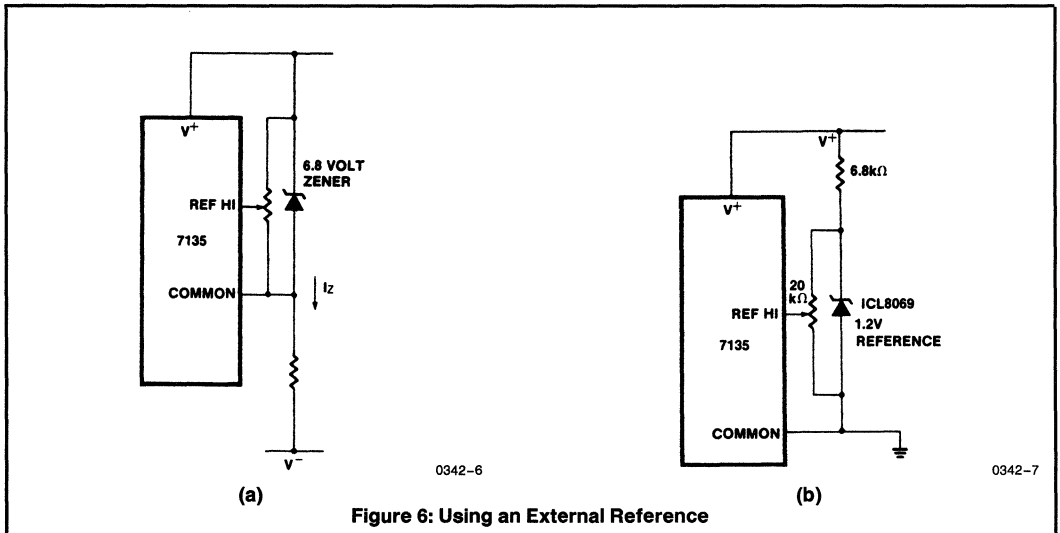 V+
6.8 VOLT
ZENER
REF HI
7135
COMMON
IZ
V−
0342-6
(a)
V+
6.8kΩ
V+
20
kΩ
ICL8069
REF HI
1.2V
REFERENCE
7135
COMMON
0342-7
(b)
Figure 6: Using an External Reference